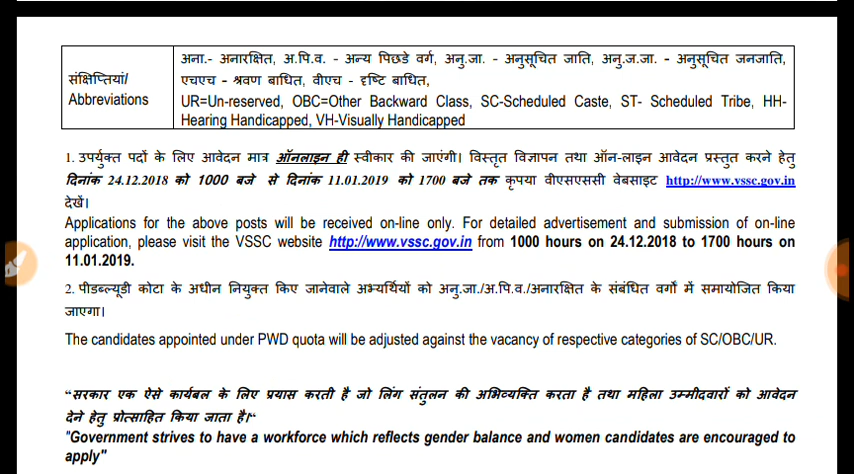 संक्षिप्तियां/
Abbreviations
अना.- अनारक्षित, अ.पि.व. - अन्य पिछडे वर्ग, अनु.जा. - अनुसूचित जाति, अनु.ज.जा. - अनुसूचित जनजाति,
एचएच - श्रवण बाधित, वीएच - दृष्टि बाधित,
UR=Un-reserved, OBC=Other Backward Class, SC-Scheduled Caste, ST- Scheduled Tribe, HH-
Hearing Handicapped, VH-Visually Handicapped
1. उपर्युक्त पदों के लिए आवेदन मात्र ऑनलाइन ही स्वीकार की जाएंगी। विस्तृत विज्ञापन तथा ऑन-लाइन आवेदन प्रस्तुत करने हेतु
दिनांक 24.12.2018 को 1000 बजे से दिनांक 11.01.2019 को 1700 बजे तक कृपया वीएसएससी वेबसाइट http://www.vssc.gov.in
देखें।
Applications for the above posts will be received on-line only. For detailed advertisement and submission of on-line
application, please visit the VSSC website http://www.vssc.gov.in from 1000 hours on 24.12.2018 to 1700 hours on
11.01.2019.
2. पीडब्ल्यूडी कोटा के अधीन नियुक्त किए जानेवाले अभ्यर्थियों को अनु.जा./अ.पि.व./अनारक्षित के संबंधित वर्गों में समायोजित किया
जाएगा।
The candidates appointed under PWD quota will be adjusted against the vacancy of respective categories of SC/OBC/UR.
“सरकार एक ऐसे कार्यबल के लिए प्रयास करती है जो लिंग संतुलन की अभिव्यक्ति करता है तथा महिला उम्मीदवारों को आवेदन
देने हेतु प्रोत्साहित किया जाता है।“
"Government strives to have a workforce which reflects gender balance and women candidates are encouraged to
apply"